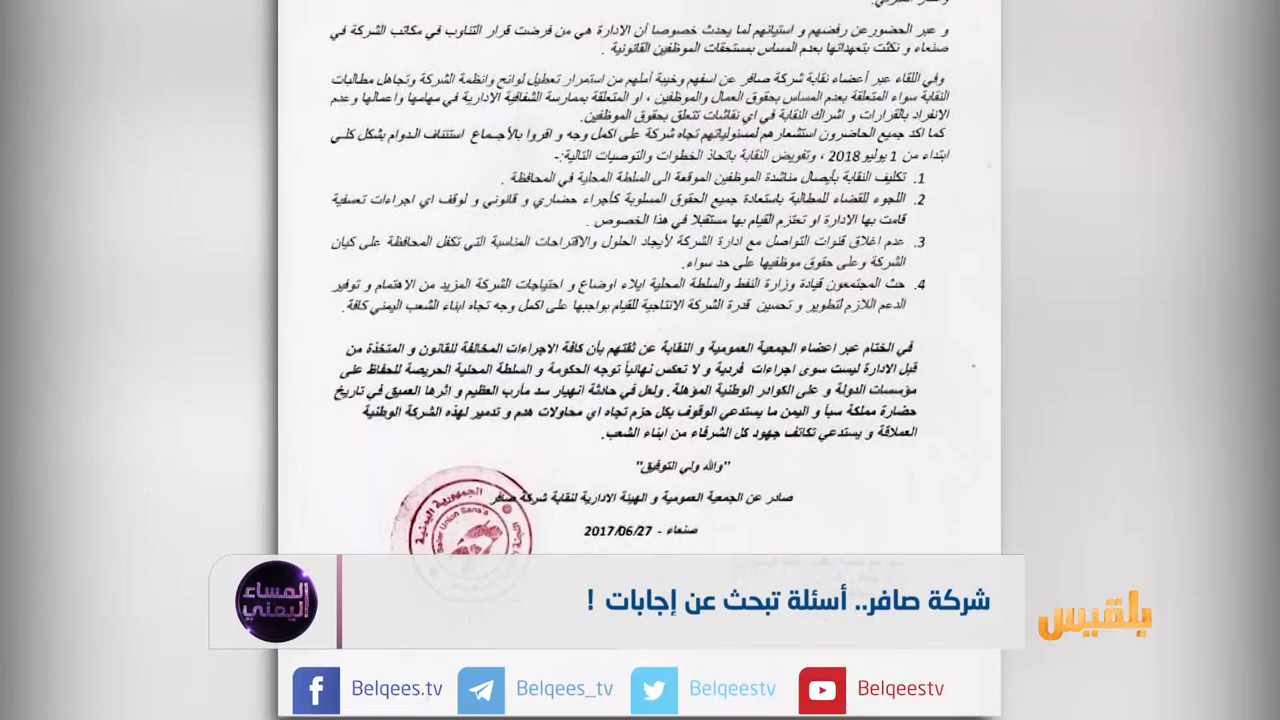 و عبر الحضور عن رفضهم و استيائهم لما يحدث خصوصا أن الادارة هي من فرضت قرار التناوب في مكاتب الشركة في
صنعاء و نكثت بتعهداتها بعدم المساس بمستحقات الموظفين القانونية .
وفي اللقاء عبر أعضاء نقابة شركة صافر عن اسفهم وخيبة أملهم من استمرار تعطيل لوائح وانظمة الشركة وتجاهل مطالبات
النقابة سواء المتعلقة بعدم المساس بحقوق العمال والموظفين ، او المتعلقة بممارسة الشفافية الادارية في مهامها واعمالها وعدم
الانفراد بالقرارات و اشراك النقابة في اي نقاشات تتعلق بحقوق الموظفين.
كما اكد جميع الحاضرون استشعارهم لمسئولياتهم تجاه شركة على اكمل وجه و اقروا بالأجماع استئناف الدوام بشكل كلي
ابتداء من 1 يوليو 2018 ، وتفويض النقابة باتخاذ الخطوات والتوصيات التالية:-
1. تكليف النقابة بأيصال مناشدة الموظفين الموقعة الى السلطة المحلية في المحافظة .
2. اللجوء للقضاء للمطالبة باستعادة جميع الحقوق المسلوبة كأجراء حضاري و قانوني و لوقف اي اجراءات تعسفية
قامت بها الادارة او تعتزم القيام بها مستقبلا في هذا الخصوص .
3. عدم اغلاق قنوات التواصل مع ادارة الشركة لأيجاد الحلول والاقتراحات المناسبة التي تكفل المحافظة على كيان
الشركة وعلى حقوق موظفيها على حد سواء.
4. حث المجتمعون قيادة وزارة النفط والسلطة المحلية ايلاء اوضاع و احتياجات الشركة المزيد من الاهتمام و توفير
الدعم اللازم لتطوير و تحسين قدرة الشركة الانتاجية للقيام بواجبها على اكمل وجه تجاه ابناء الشعب اليمني كافة.
في الختام عبر اعضاء الجمعية العمومية و النقابة عن ثقتهم بأن كافة الاجراءات المخالفة للقانون و المتخذة من
قبل الادارة ليست سوى اجراءات فردية و لا تعكس نهائياً توجه الحكومة و السلطة المحلية الحريصة للحفاظ على
مؤسسات الدولة و على الكوادر الوطنية المؤهلة. ولعل في حادثة انهيار سد مأرب العظيم و اثرها العميق في تاريخ
حضارة مملكة سبأ و اليمن ما يستدعي الوقوف بكل حزم تجاه اي محاولات هدم و تدمير لهذه الشركة الوطنية
العملاقة و يستدعي تكاتف جهود كل الشرفاء من ابناء الشعب.
"والله ولي التوفيق"
صادر عن الجمعية العمومية و الهيئة الادارية لنقابة شركة صافر
صنعاء - 2017/06/27
الجمهورية اليمنية
Safer Union Sana'a
شركة صافر.. أسئلة تبحث عن إجابات !
المساء اليمني
بلقيس
Belqees.tv
Belqees_tv
Belqeestv
Belqeestv